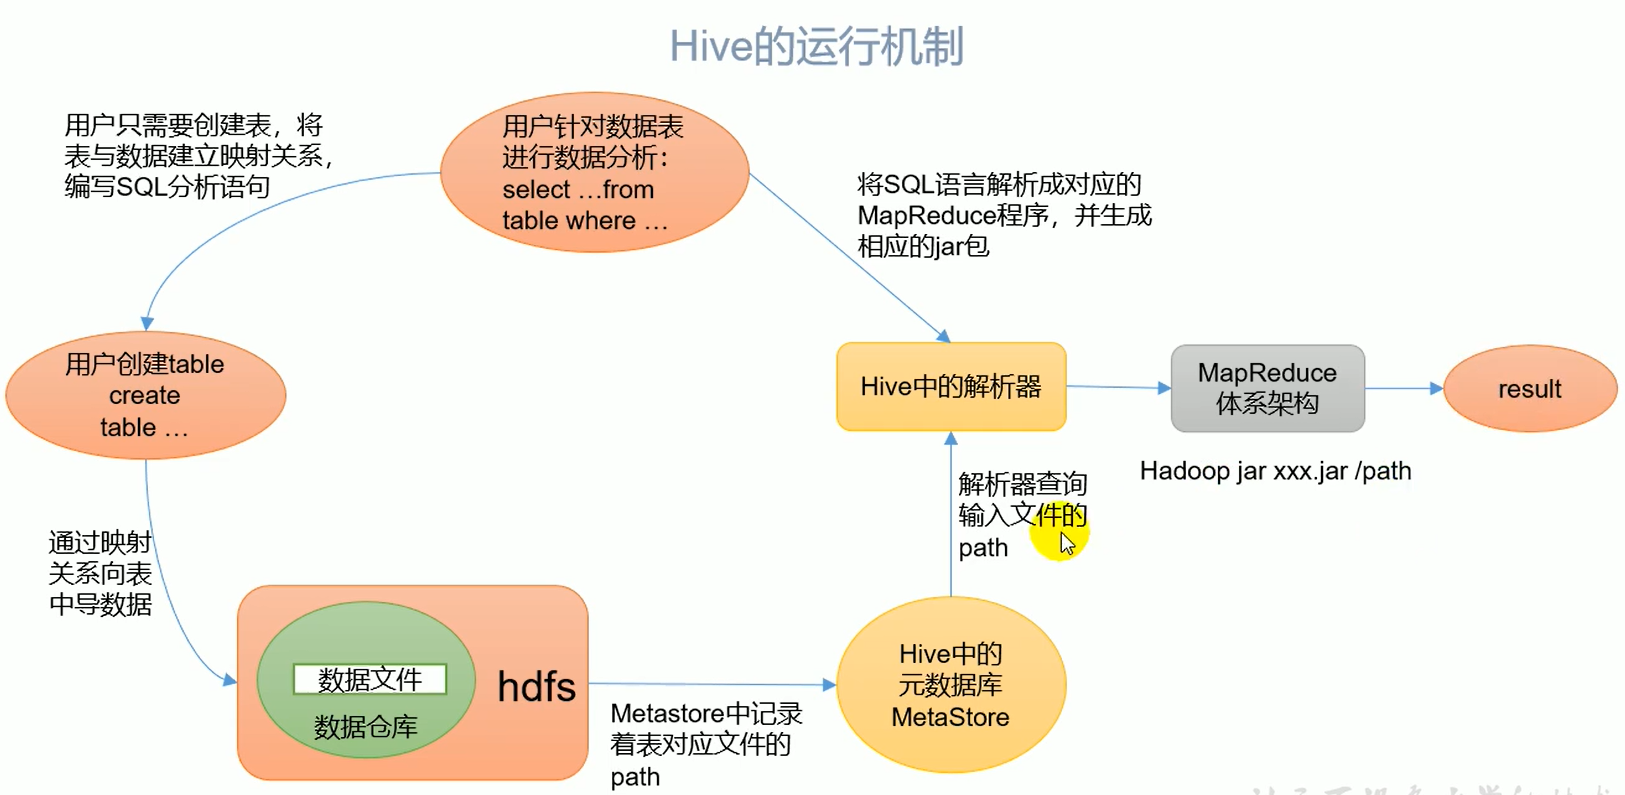 Hive的运行机制
用户只需要创建表，将
表与数据建立映射关系，
编写SQL分析语句
用户针对数据表
进行数据分析：
select ...from
table where ...
将SQL语言解析成对应的
MapReduce程序，并生成
相应的jar包
用户创建table
create
table ...
Hive中的解析器
MapReduce
体系架构
result
Hadoop jar xxx.jar /path
解析器查询
输入文件的
path
通过映射
关系向表
中导数据
数据文件
数据仓库
hdfs
Metastore中记录
着表对应文件的
path
Hive中的
元数据库
MetaStore